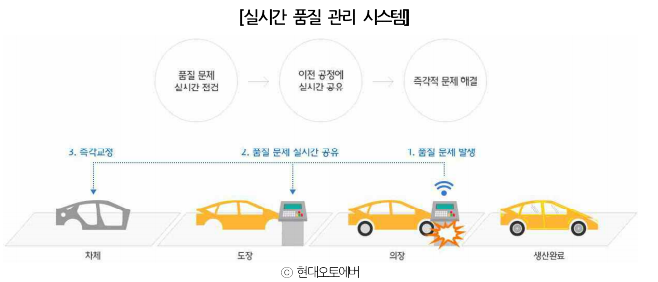 [실시간 품질 관리 시스템]
품질 문제
실시간 점검
이전 공정에
실시간 공유
즉각적 문제 해결
3. 즉각교정
2. 품질 문제 실시간 공유
1. 품질 문제 발생
차체
도장
의장
생산완료
ⓒ 현대오토에버